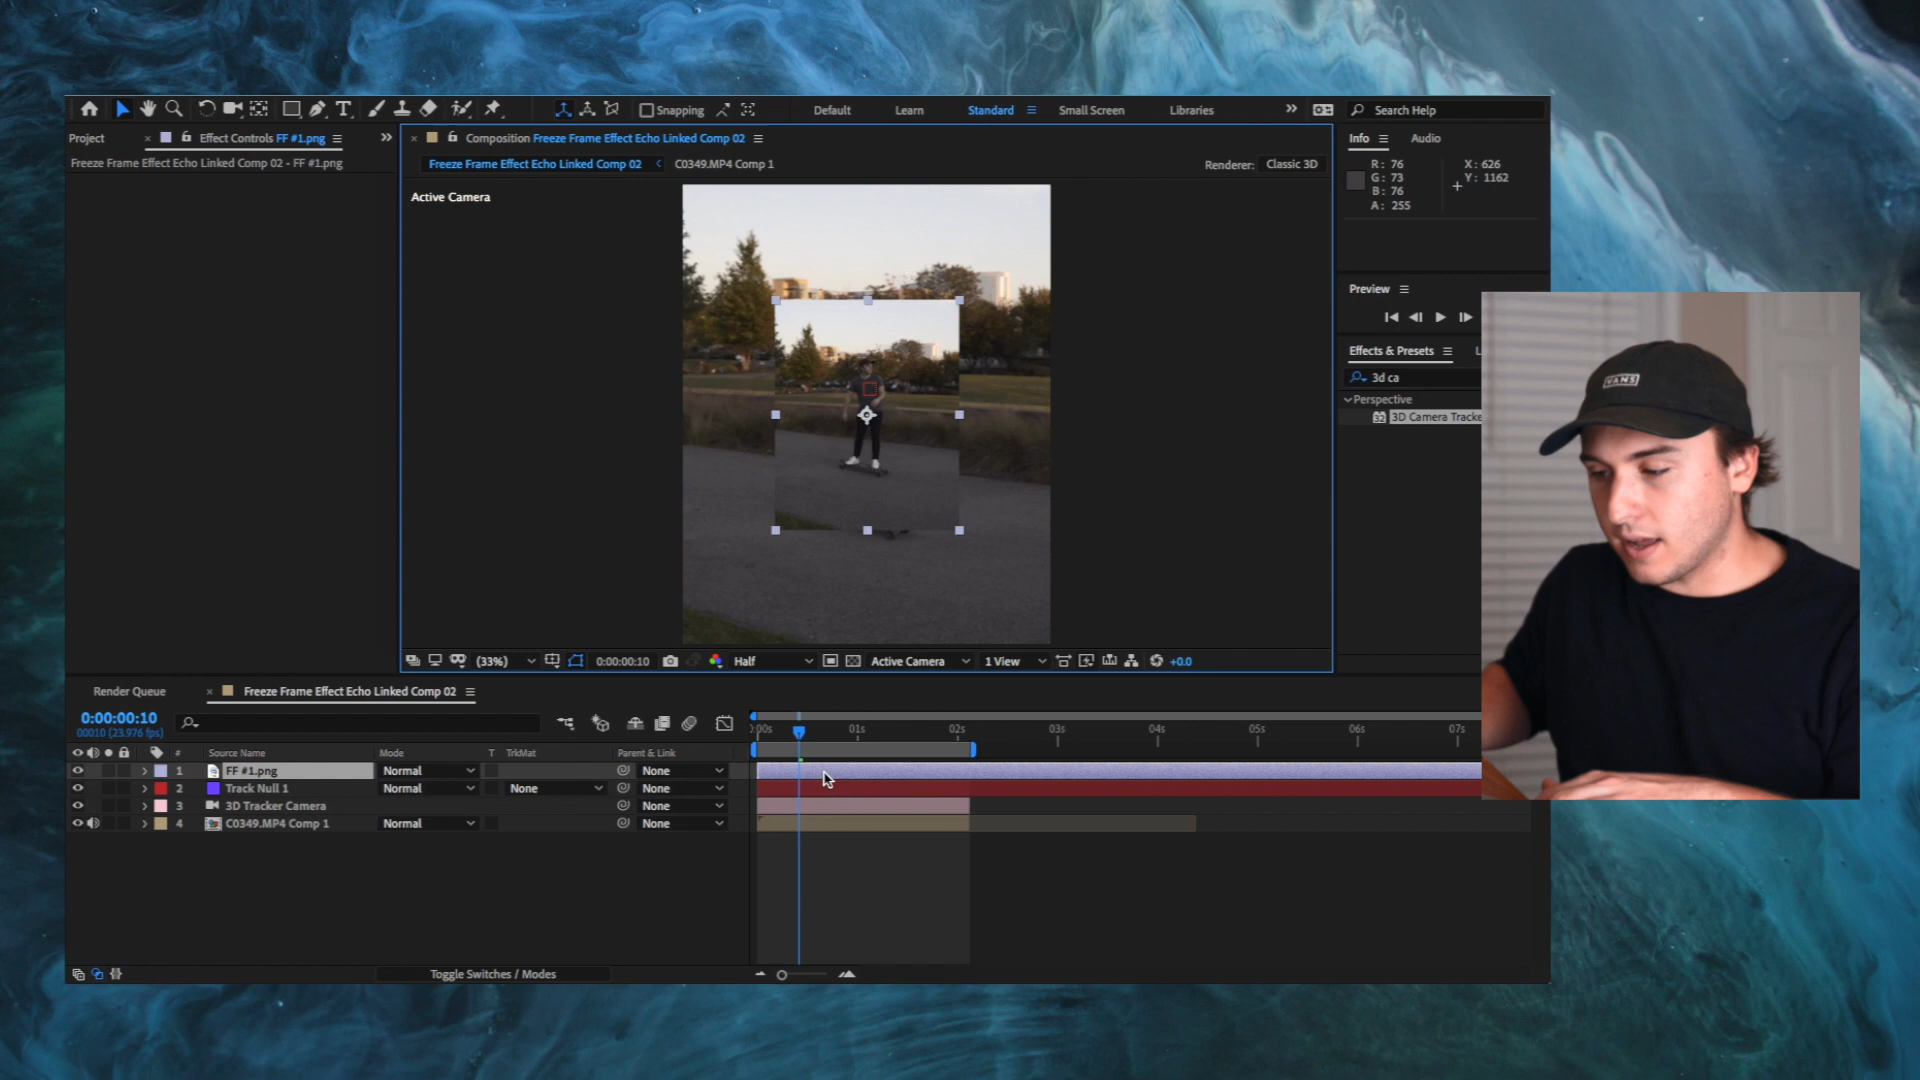 Snapping
Default
Learn
Standard
Small Screen
Libraries
Search Help
Project
Effect Controls FF #1.png
Composition Freeze Frame Effect Echo Linked Comp 02
Info
Audio
Freeze Frame Effect Echo Linked Comp 02 - FF #1.png
Freeze Frame Effect Echo Linked Comp 02
C0349.MP4 Comp 1
Renderer: Classic 3D
R: 76
G: 73
B: 76
A: 255
X: 626
Y: 1162
Active Camera
Preview
Effects & Presets
3d ca
Perspective
32 3D Camera Tracke
VANS
(33%)
0:00:00:10
Half
Active Camera
1 View
+0.0
Render Queue
Freeze Frame Effect Echo Linked Comp 02
0:00:00:10
00010 (23.976 fps)
:00s 01s 02s 03s 04s 05s 06s 07s
# Source Name Mode T TrkMat Parent & Link
1 FF #1.png Normal None
2 Track Null 1 Normal None None
3 3D Tracker Camera None
4 C0349.MP4 Comp 1 Normal None
Toggle Switches / Modes